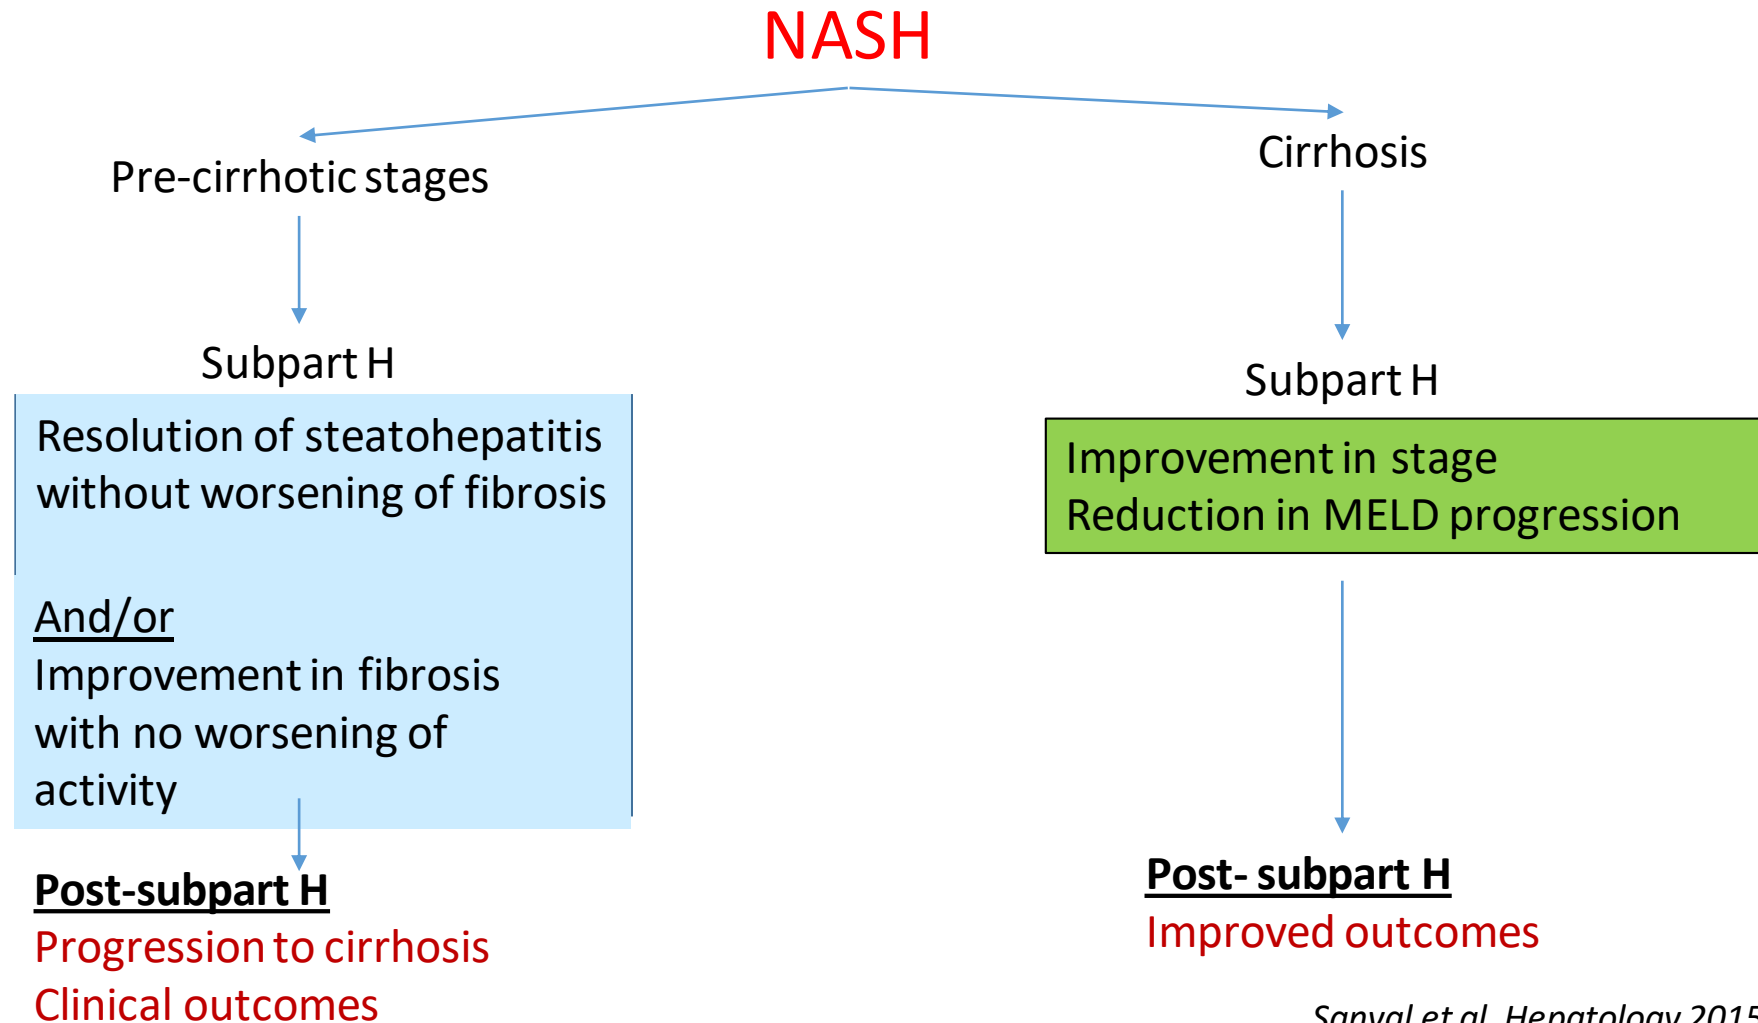 NASH
Pre-cirrhotic stages
Cirrhosis
Subpart H
Resolution of steatohepatitis
without worsening of fibrosis
And/or
Improvement in fibrosis
with no worsening of
activity
Post-subpart H
Progression to cirrhosis
Clinical outcomes
Subpart H
Improvement in stage
Reduction in MELD progression
Post- subpart H
Improved outcomes
Sanyal et al, Hepatology 2015